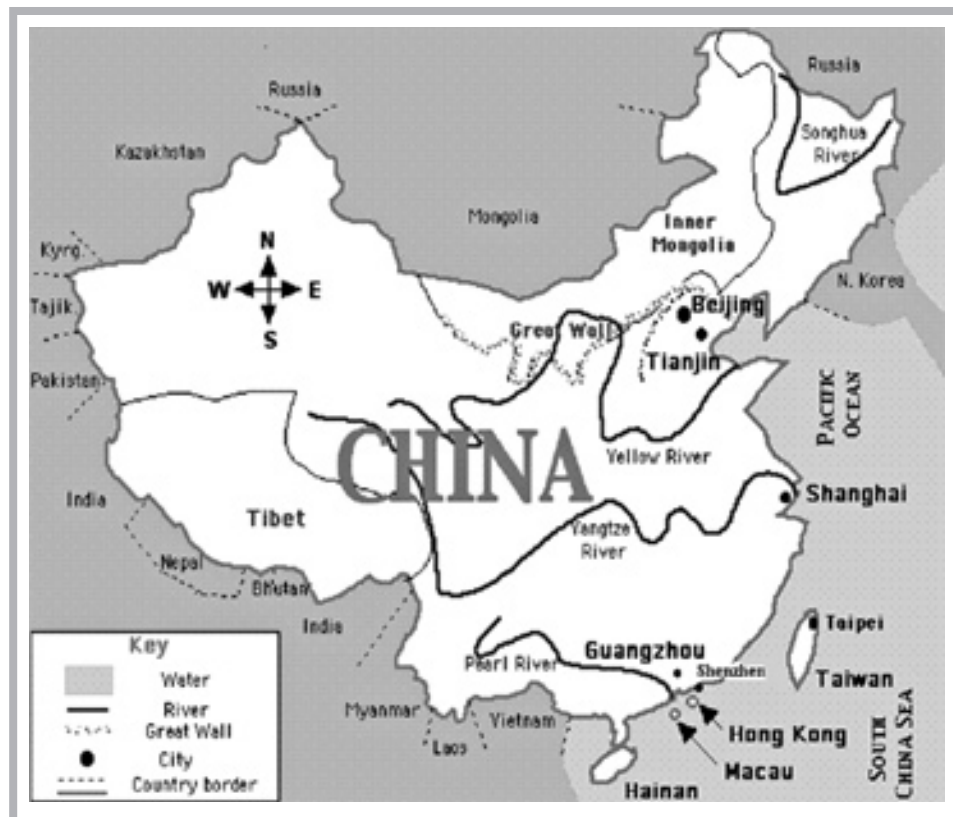 Russia
Russia
Kazakhstan
Songhua
River
Mongolia
Inner
Mongolia
Kyrg.
N
W E
S
N. Korea
Tajik.
Beijing
Great Wall
Tianjin
Pakistan
PACIFIC
OCEAN
CHINA
Yellow River
India
Shanghai
Tibet
Yangtze
River
Nepal
Bhutan
India
Taipei
Key
Guangzhou
Pearl River
Shenzhen
Taiwan
Water
River
Great Wall
City
Country border
Myanmar
Laos
Vietnam
Hong Kong
Macau
Hainan
SOUTH
CHINA SEA